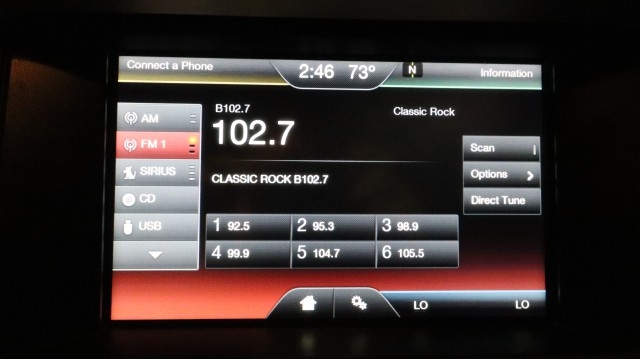 Connect a Phone
2:46 73°
N
Information
AM
FM 1
SIRIUS
CD
USB
B102.7
Classic Rock
102.7
CLASSIC ROCK B102.7
1 92.5
2 95.3
3 98.9
4 99.9
5 104.7
6 105.5
Scan
Options
Direct Tune
LO
LO